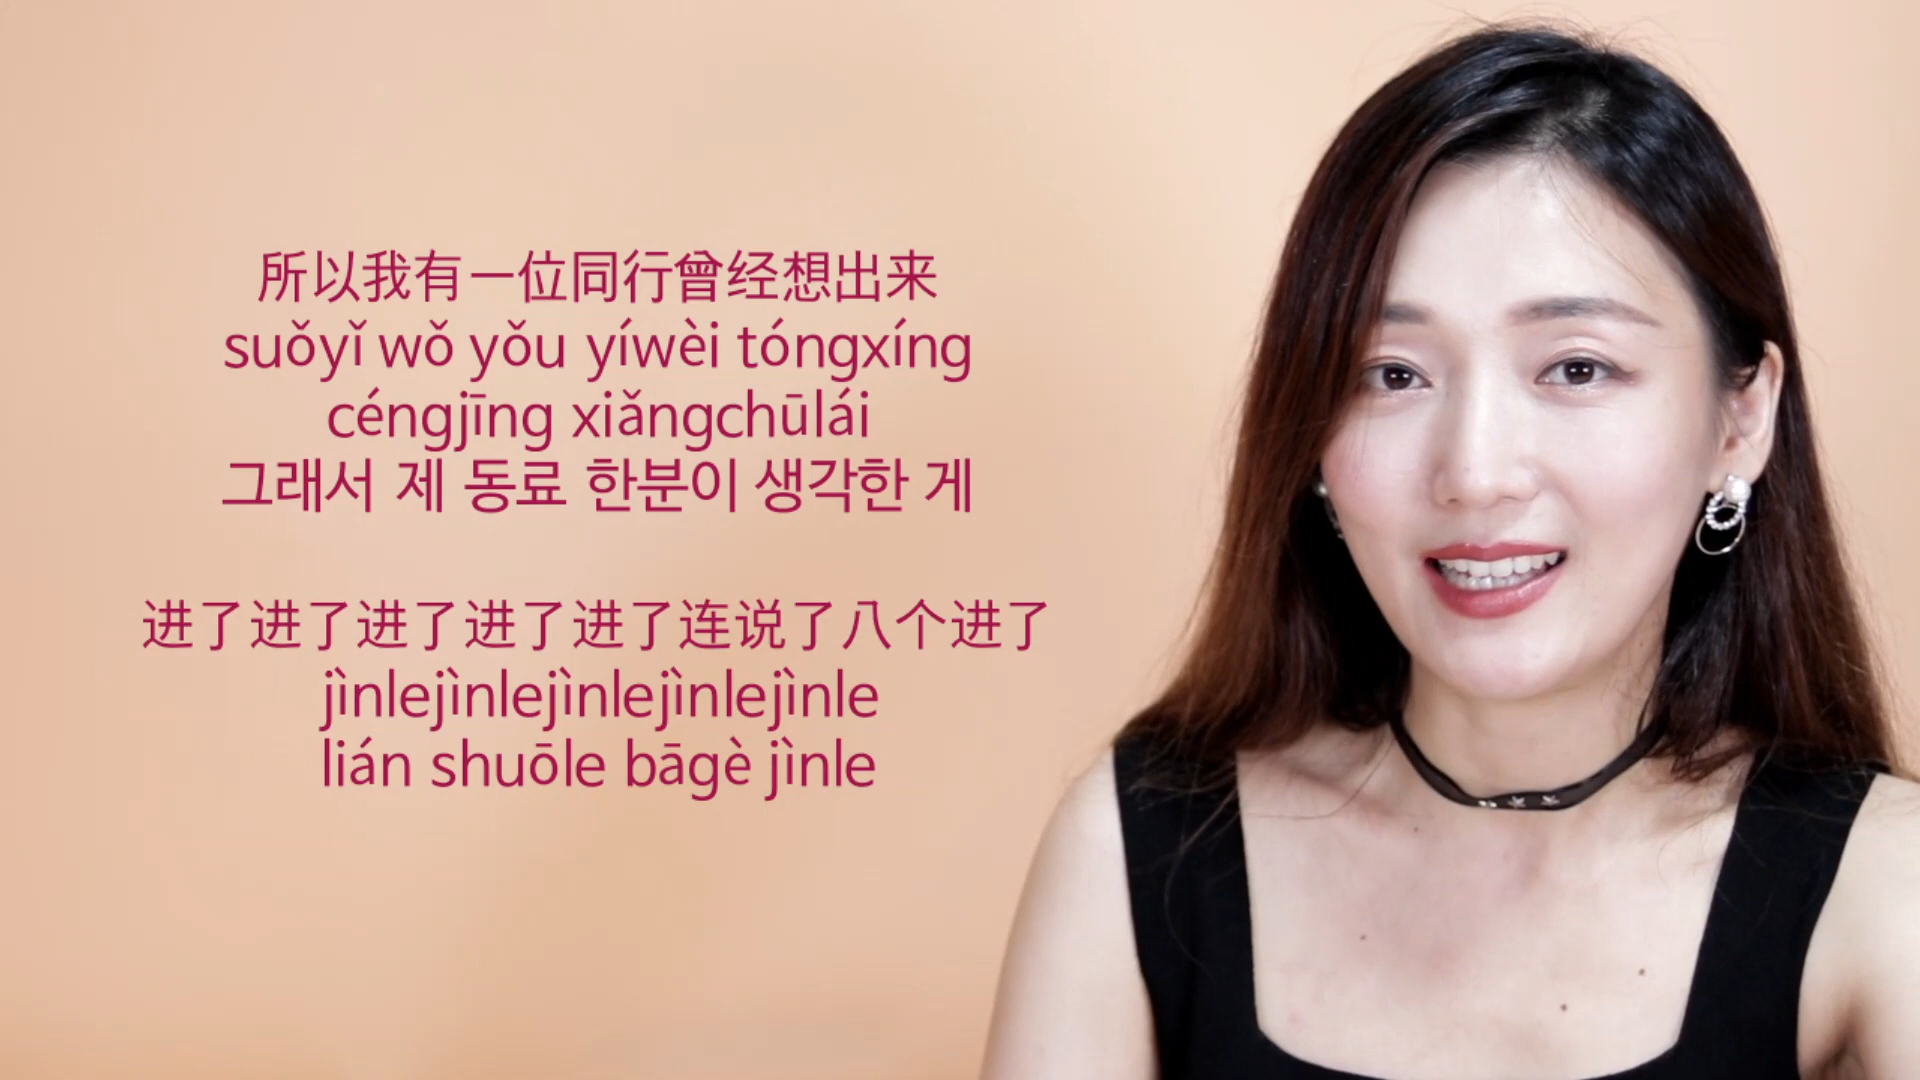 所以我有一位同行曾经想出来
suǒyǐ wǒ yǒu yíwèi tóngxíng
céngjīng xiǎngchūlái
그래서 제 동료 한분이 생각한 게
进了进了进了进了进了连说了八个进了
jìnlejìnlejìnlejìnlejìnle
lián shuōle bāgè jìnle